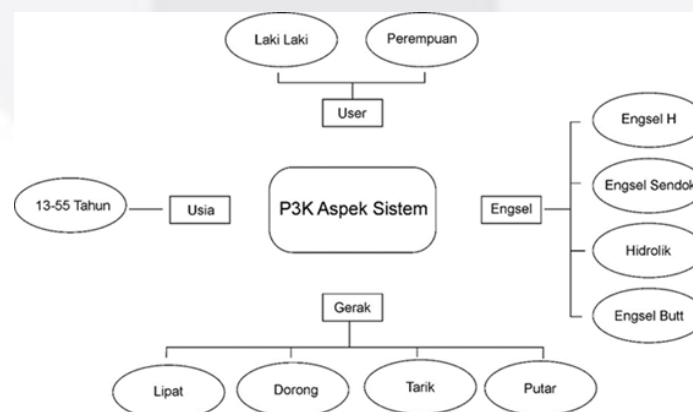 Laki Laki
Perempuan
User
Engsel H
Engsel Sendok
Hidrolik
Engsel Butt
Engsel
13-55 Tahun
Usia
P3K Aspek Sistem
Gerak
Lipat
Dorong
Tarik
Putar